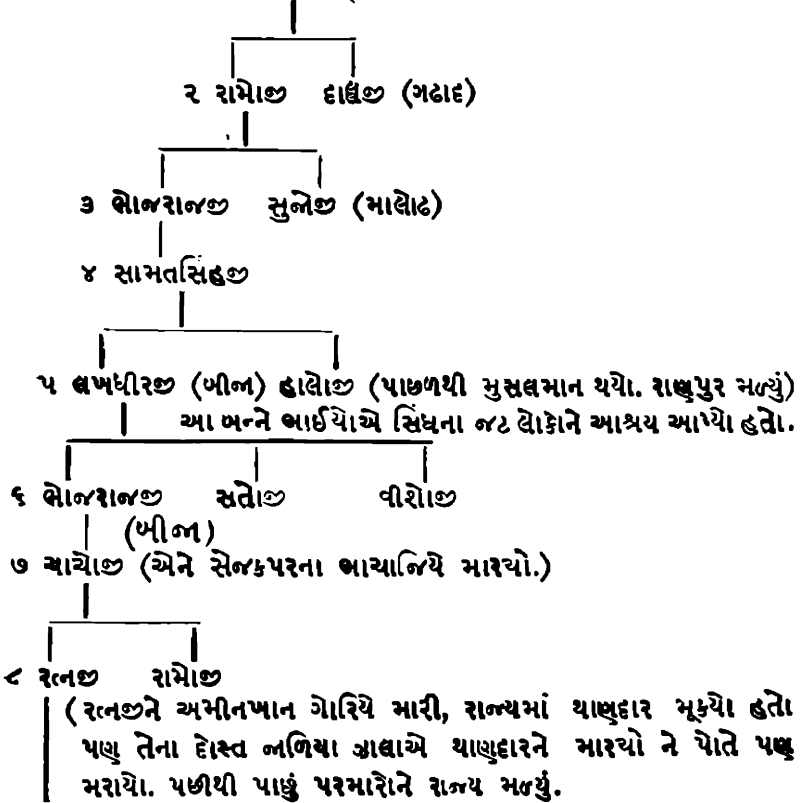 ૨ રામોજી દાદ્યજી (ગઢાદ)
૩ ભોજરાજજી સુજોજી (માલોઢ)
૪ સામતસિંહજી
૫ લખધીરજી (બીજા) હાલોજી (પાછળથી મુસલમાન થયો. રાણપુર મળ્યું)
આ બન્ને ભાઈયોએ સિંધના જટ લોકોને આશ્રય આપ્યો હતો.
૬ ભોજરાજજી સતોજી વીશોજી
(બીજા)
૭ ચાચોજી (એને સેજકપરના ભાયાજિયે મારયો.)
૮ રત્નજી રામોજી
(રત્નજીને અમીનખાન ગોરિયે મારી, રાજ્યમાં થાણદાર મૂકયો હતો
પણ તેના દોસ્ત જાળિયા ઝાલાએ થાણદારને મારયો ને પોતે પણ
મરાયો. પછીથી પાછું પરમારોને રાજ્ય મળ્યું.